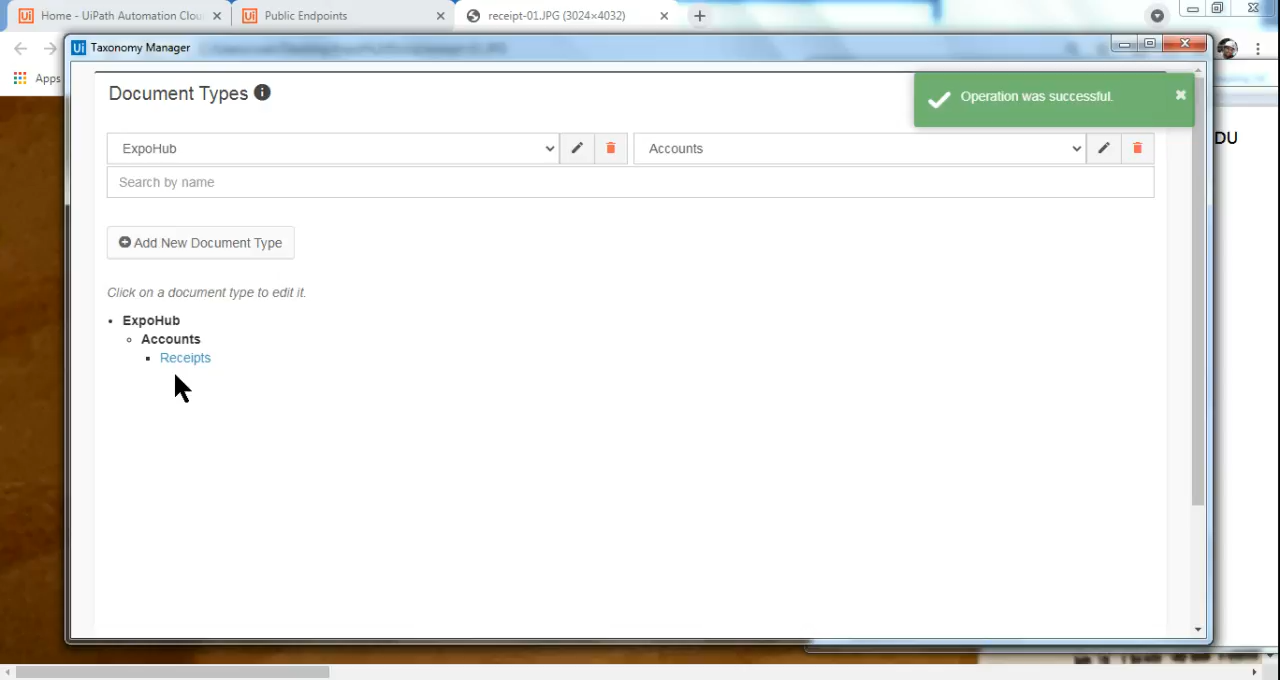 Home - UiPath Automation Clou
Public Endpoints
receipt-01.JPG (3024×4032)
Taxonomy Manager
Apps
Document Types
Operation was successful.
DU
ExpoHub
Accounts
Search by name
Add New Document Type
Click on a document type to edit it.
ExpoHub
Accounts
Receipts